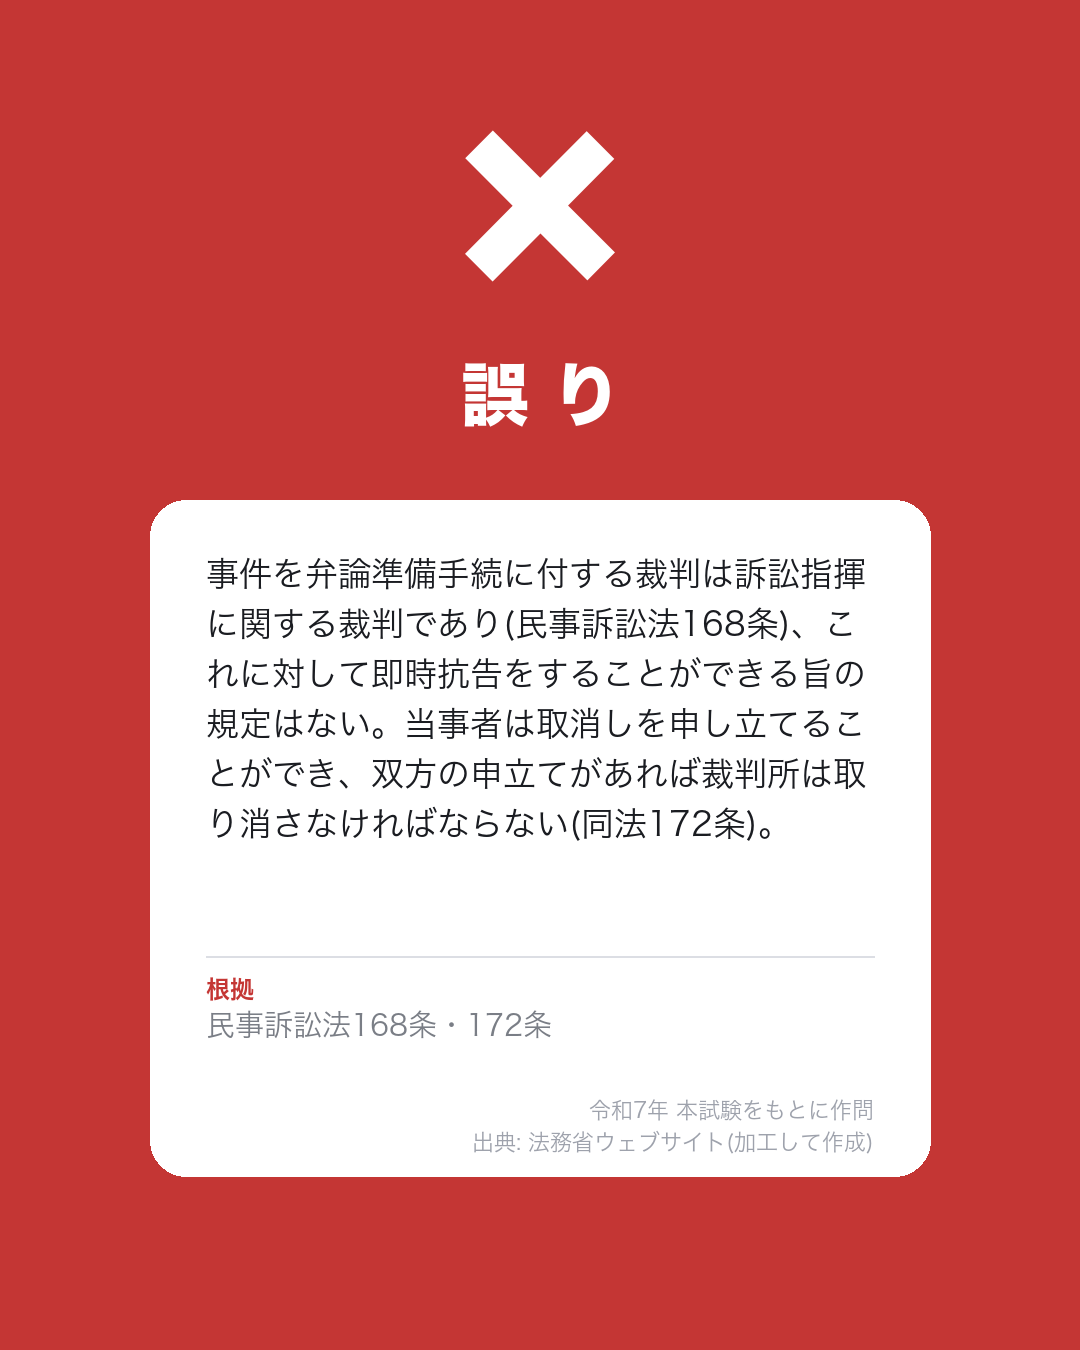 誤り
事件を弁論準備手続に付する裁判は訴訟指揮
に関する裁判であり(民事訴訟法168条)、こ
れに対して即時抗告をすることができる旨の
規定はない。当事者は取消しを申し立てるこ
とができ、双方の申立てがあれば裁判所は取
り消さなければならない(同法172条)。
根拠
民事訴訟法168条・172条
令和7年 本試験をもとに作問
出典: 法務省ウェブサイト(加工して作成)